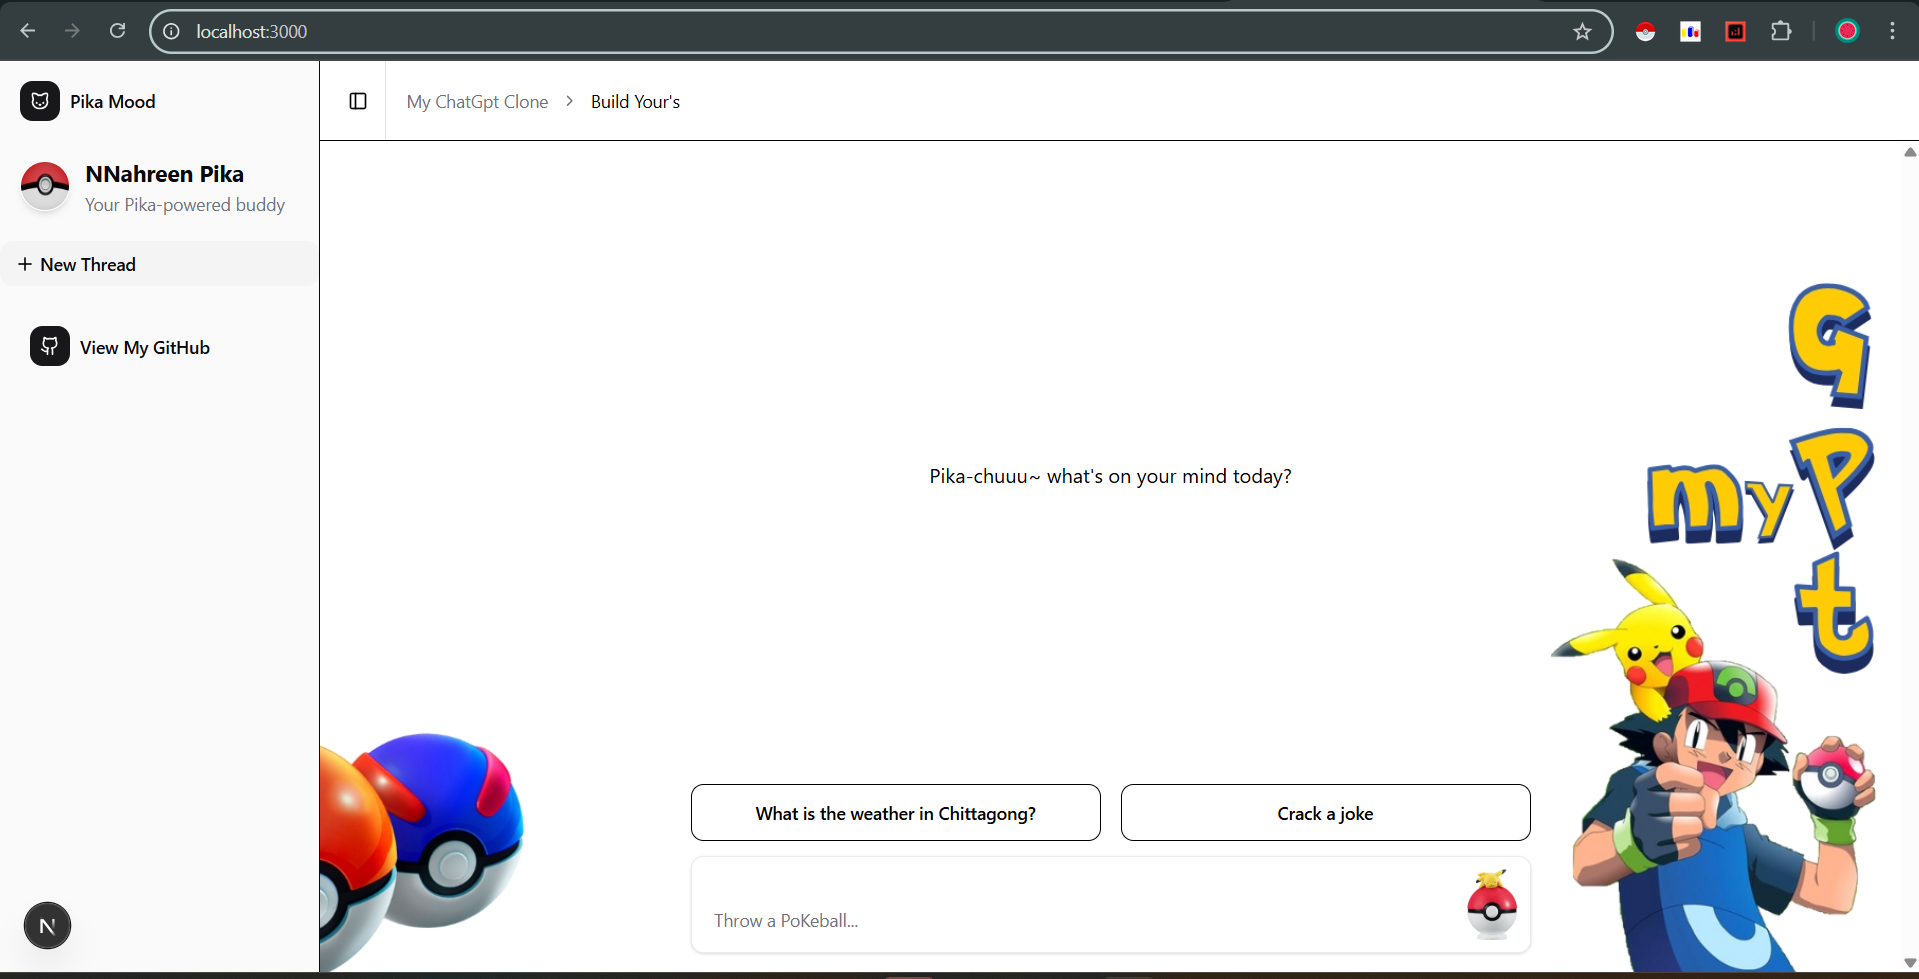 localhost:3000
Pika Mood
My ChatGpt Clone > Build Your's
NNahreen Pika
Your Pika-powered buddy
+ New Thread
View My GitHub
G
my P
t
Pika-chuuu~ what's on your mind today?
What is the weather in Chittagong?
Crack a joke
Throw a PoKeball...
N